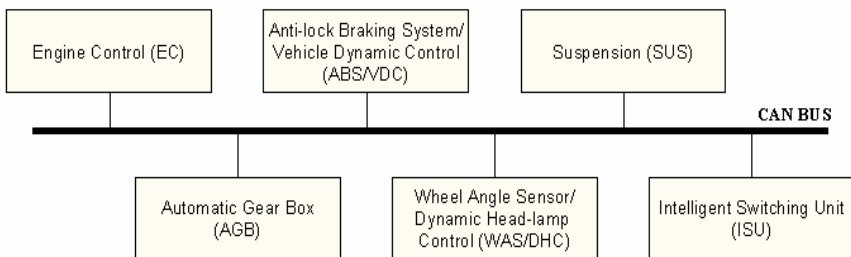 Engine Control (EC)
Anti-lock Braking System/
Vehicle Dynamic Control
(ABS/VDC)
Suspension (SUS)
CAN BUS
Automatic Gear Box
(AGB)
Wheel Angle Sensor/
Dynamic Head-lamp
Control (WAS/DHC)
Intelligent Switching Unit
(ISU)